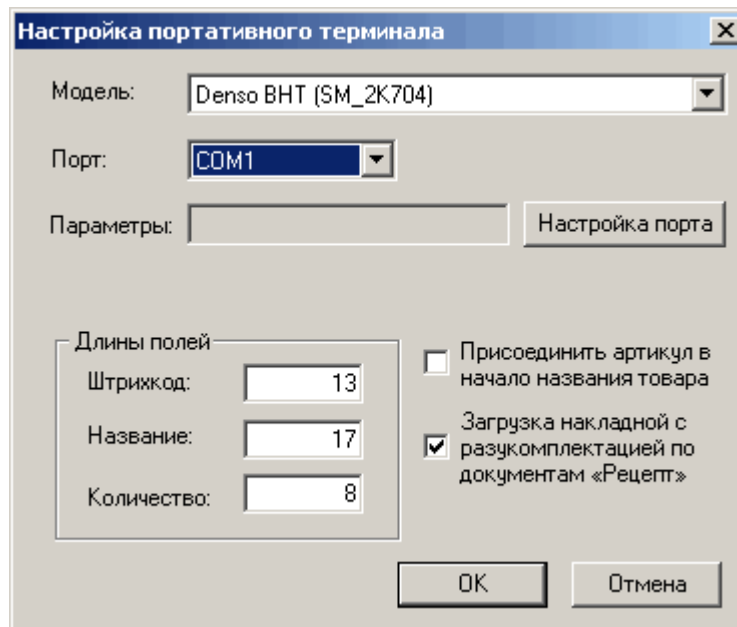 Настройка портативного терминала
Модель: Denso BHT (SM_2K704)
Порт: COM1
Параметры: Настройка порта
Длины полей
Штрихкод: 13
Название: 17
Количество: 8
Присоединить артикул в
начало названия товара
Загрузка накладной с
разукомплектацией по
документам «Рецепт»
OK Отмена